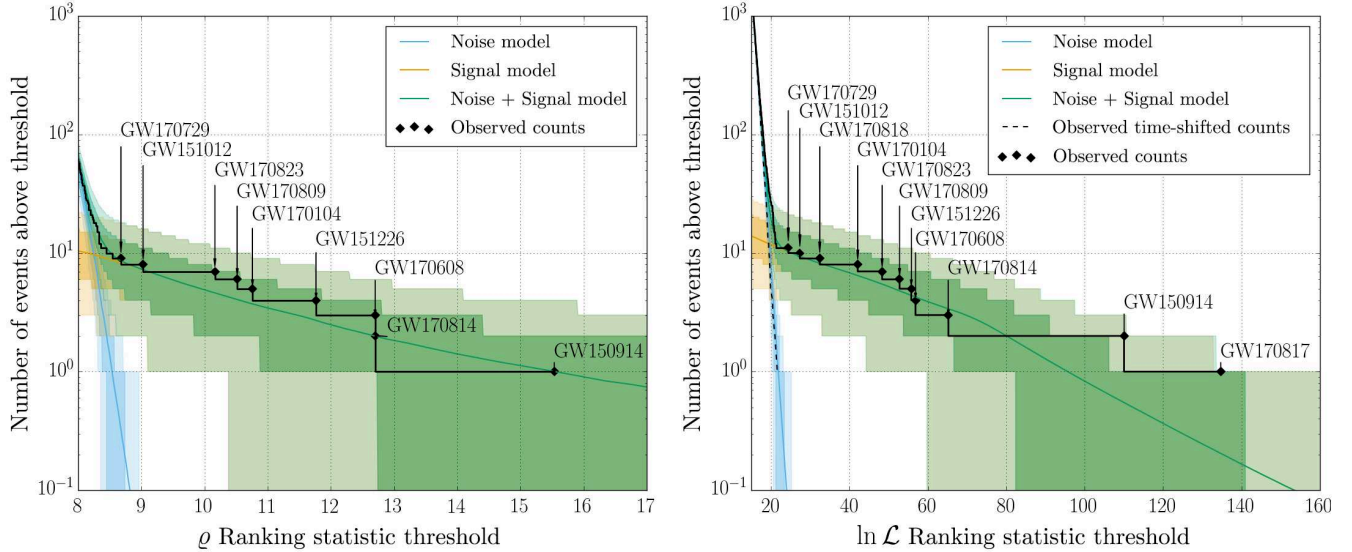 Number of events above threshold
10³
10²
10¹
10⁰
10⁻¹
8 9 10 11 12 13 14 15 16 17
ϱ Ranking statistic threshold
Noise model
Signal model
Noise + Signal model
Observed counts
GW170729
GW151012
GW170823
GW170809
GW170104
GW151226
GW170608
GW170814
GW150914
Number of events above threshold
10³
10²
10¹
10⁰
10⁻¹
20 40 60 80 100 120 140 160
ln ℒ Ranking statistic threshold
Noise model
Signal model
Noise + Signal model
Observed time-shifted counts
Observed counts
GW170729
GW151012
GW170818
GW170104
GW170823
GW170809
GW151226
GW170608
GW170814
GW150914
GW170817